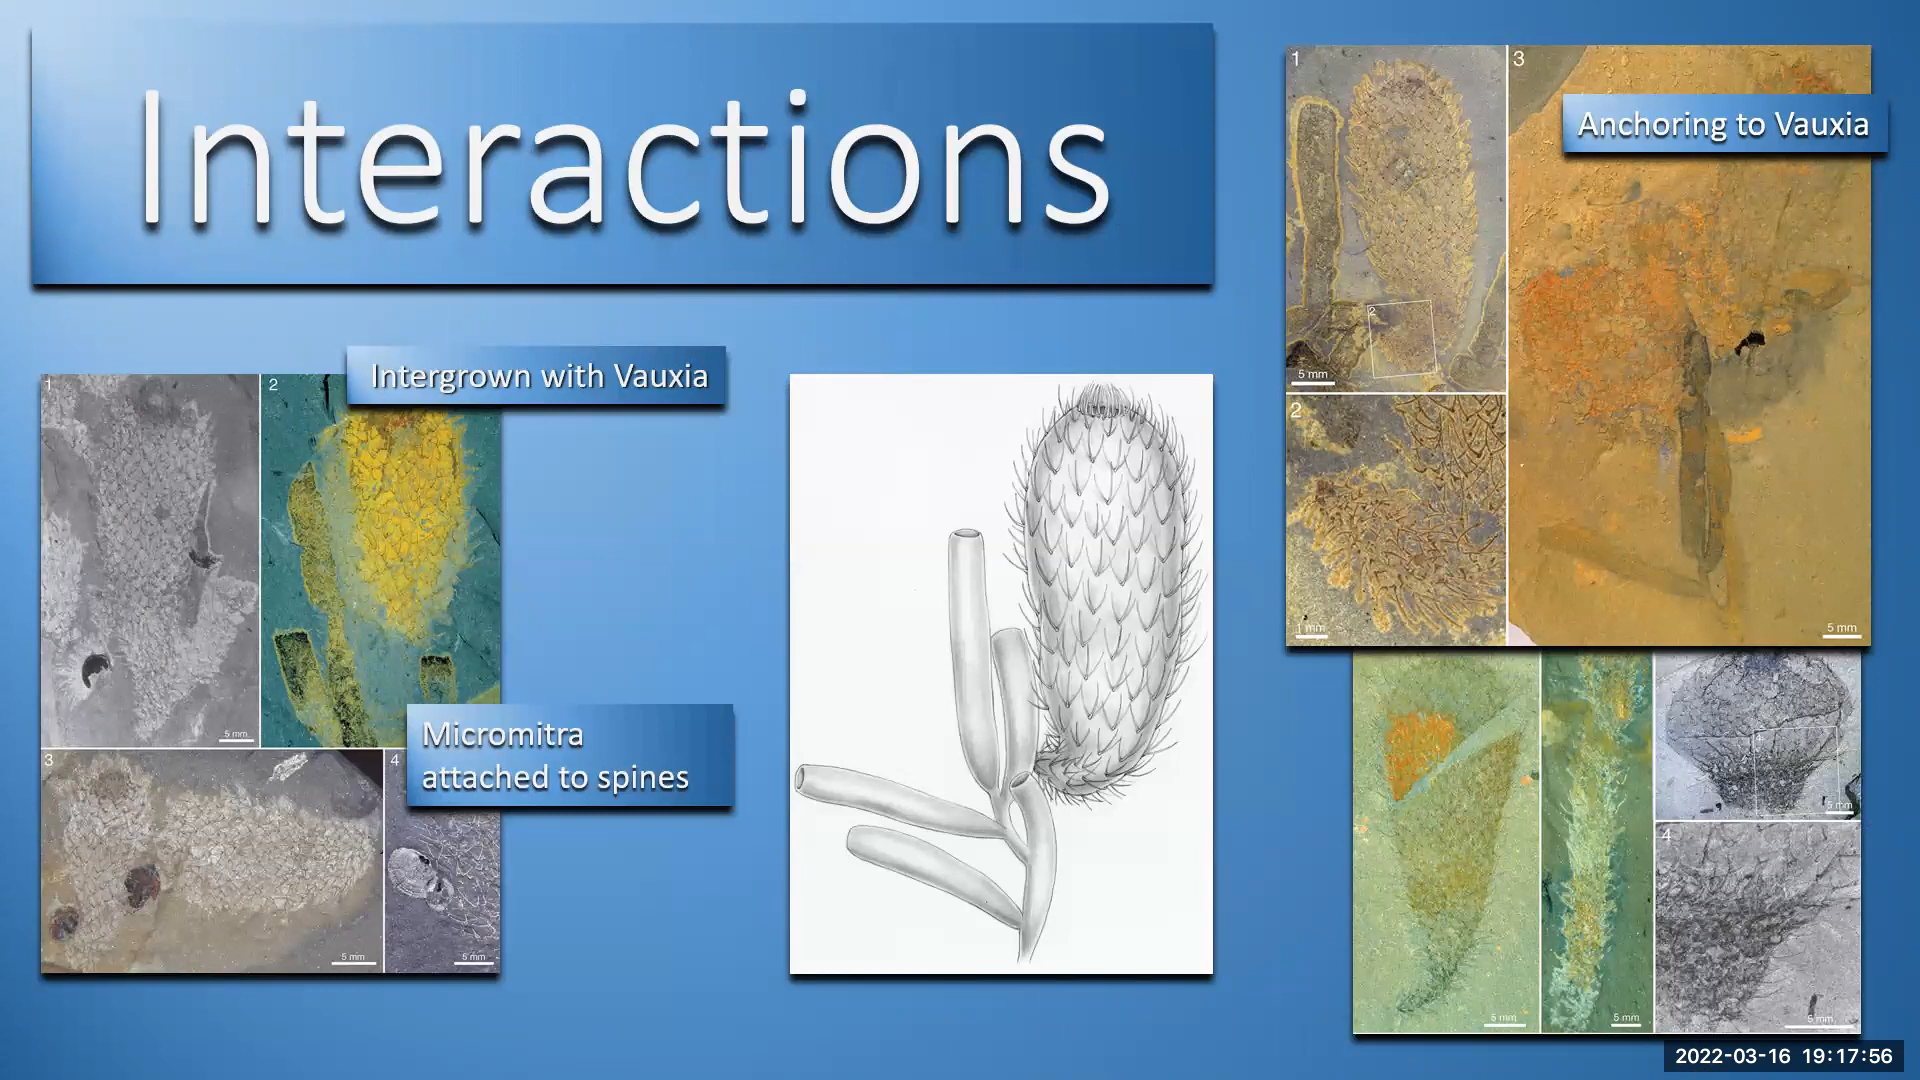 Interactions
Intergrown with Vauxia
1
2
5 mm
Micromitra
attached to spines
3
4
5 mm
5 mm
1
3
Anchoring to Vauxia
2
5 mm
2
1 mm
5 mm
4
5 mm
4
5 mm
5 mm
5 mm
2022-03-16 19:17:56